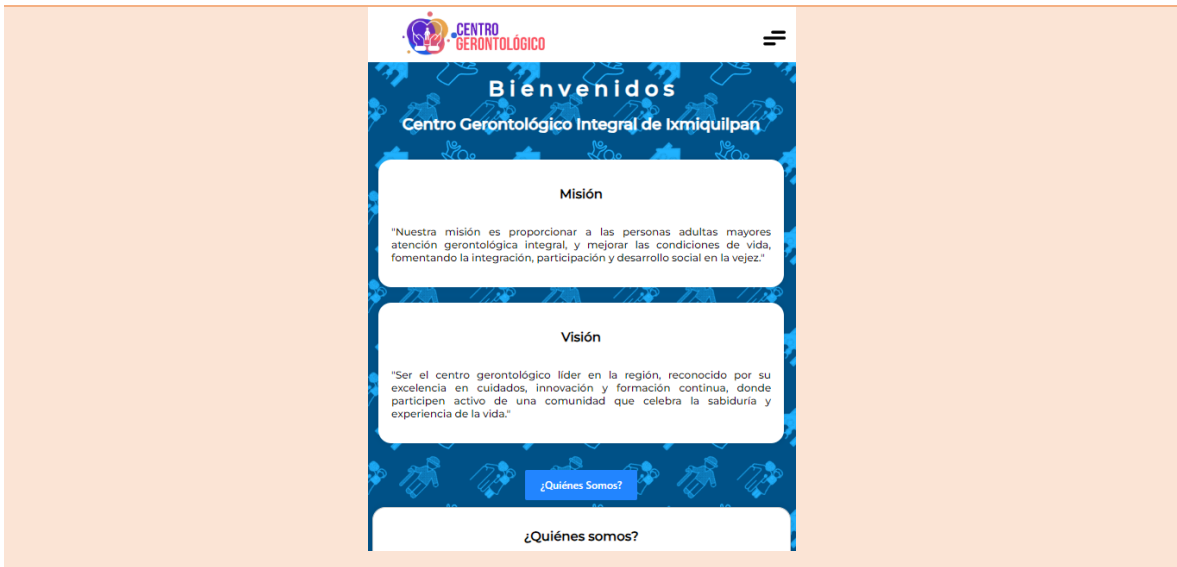 CENTRO
GERONTOLÓGICO
Bienvenidos
Centro Gerontológico Integral de Ixmiquilpan
Misión
"Nuestra misión es proporcionar a las personas adultas mayores
atención gerontológica integral, y mejorar las condiciones de vida,
fomentando la integración, participación y desarrollo social en la vejez."
Visión
"Ser el centro gerontológico líder en la región, reconocido por su
excelencia en cuidados, innovación y formación continua, donde
participen activo de una comunidad que celebra la sabiduría y
experiencia de la vida."
¿Quiénes Somos?
¿Quiénes somos?